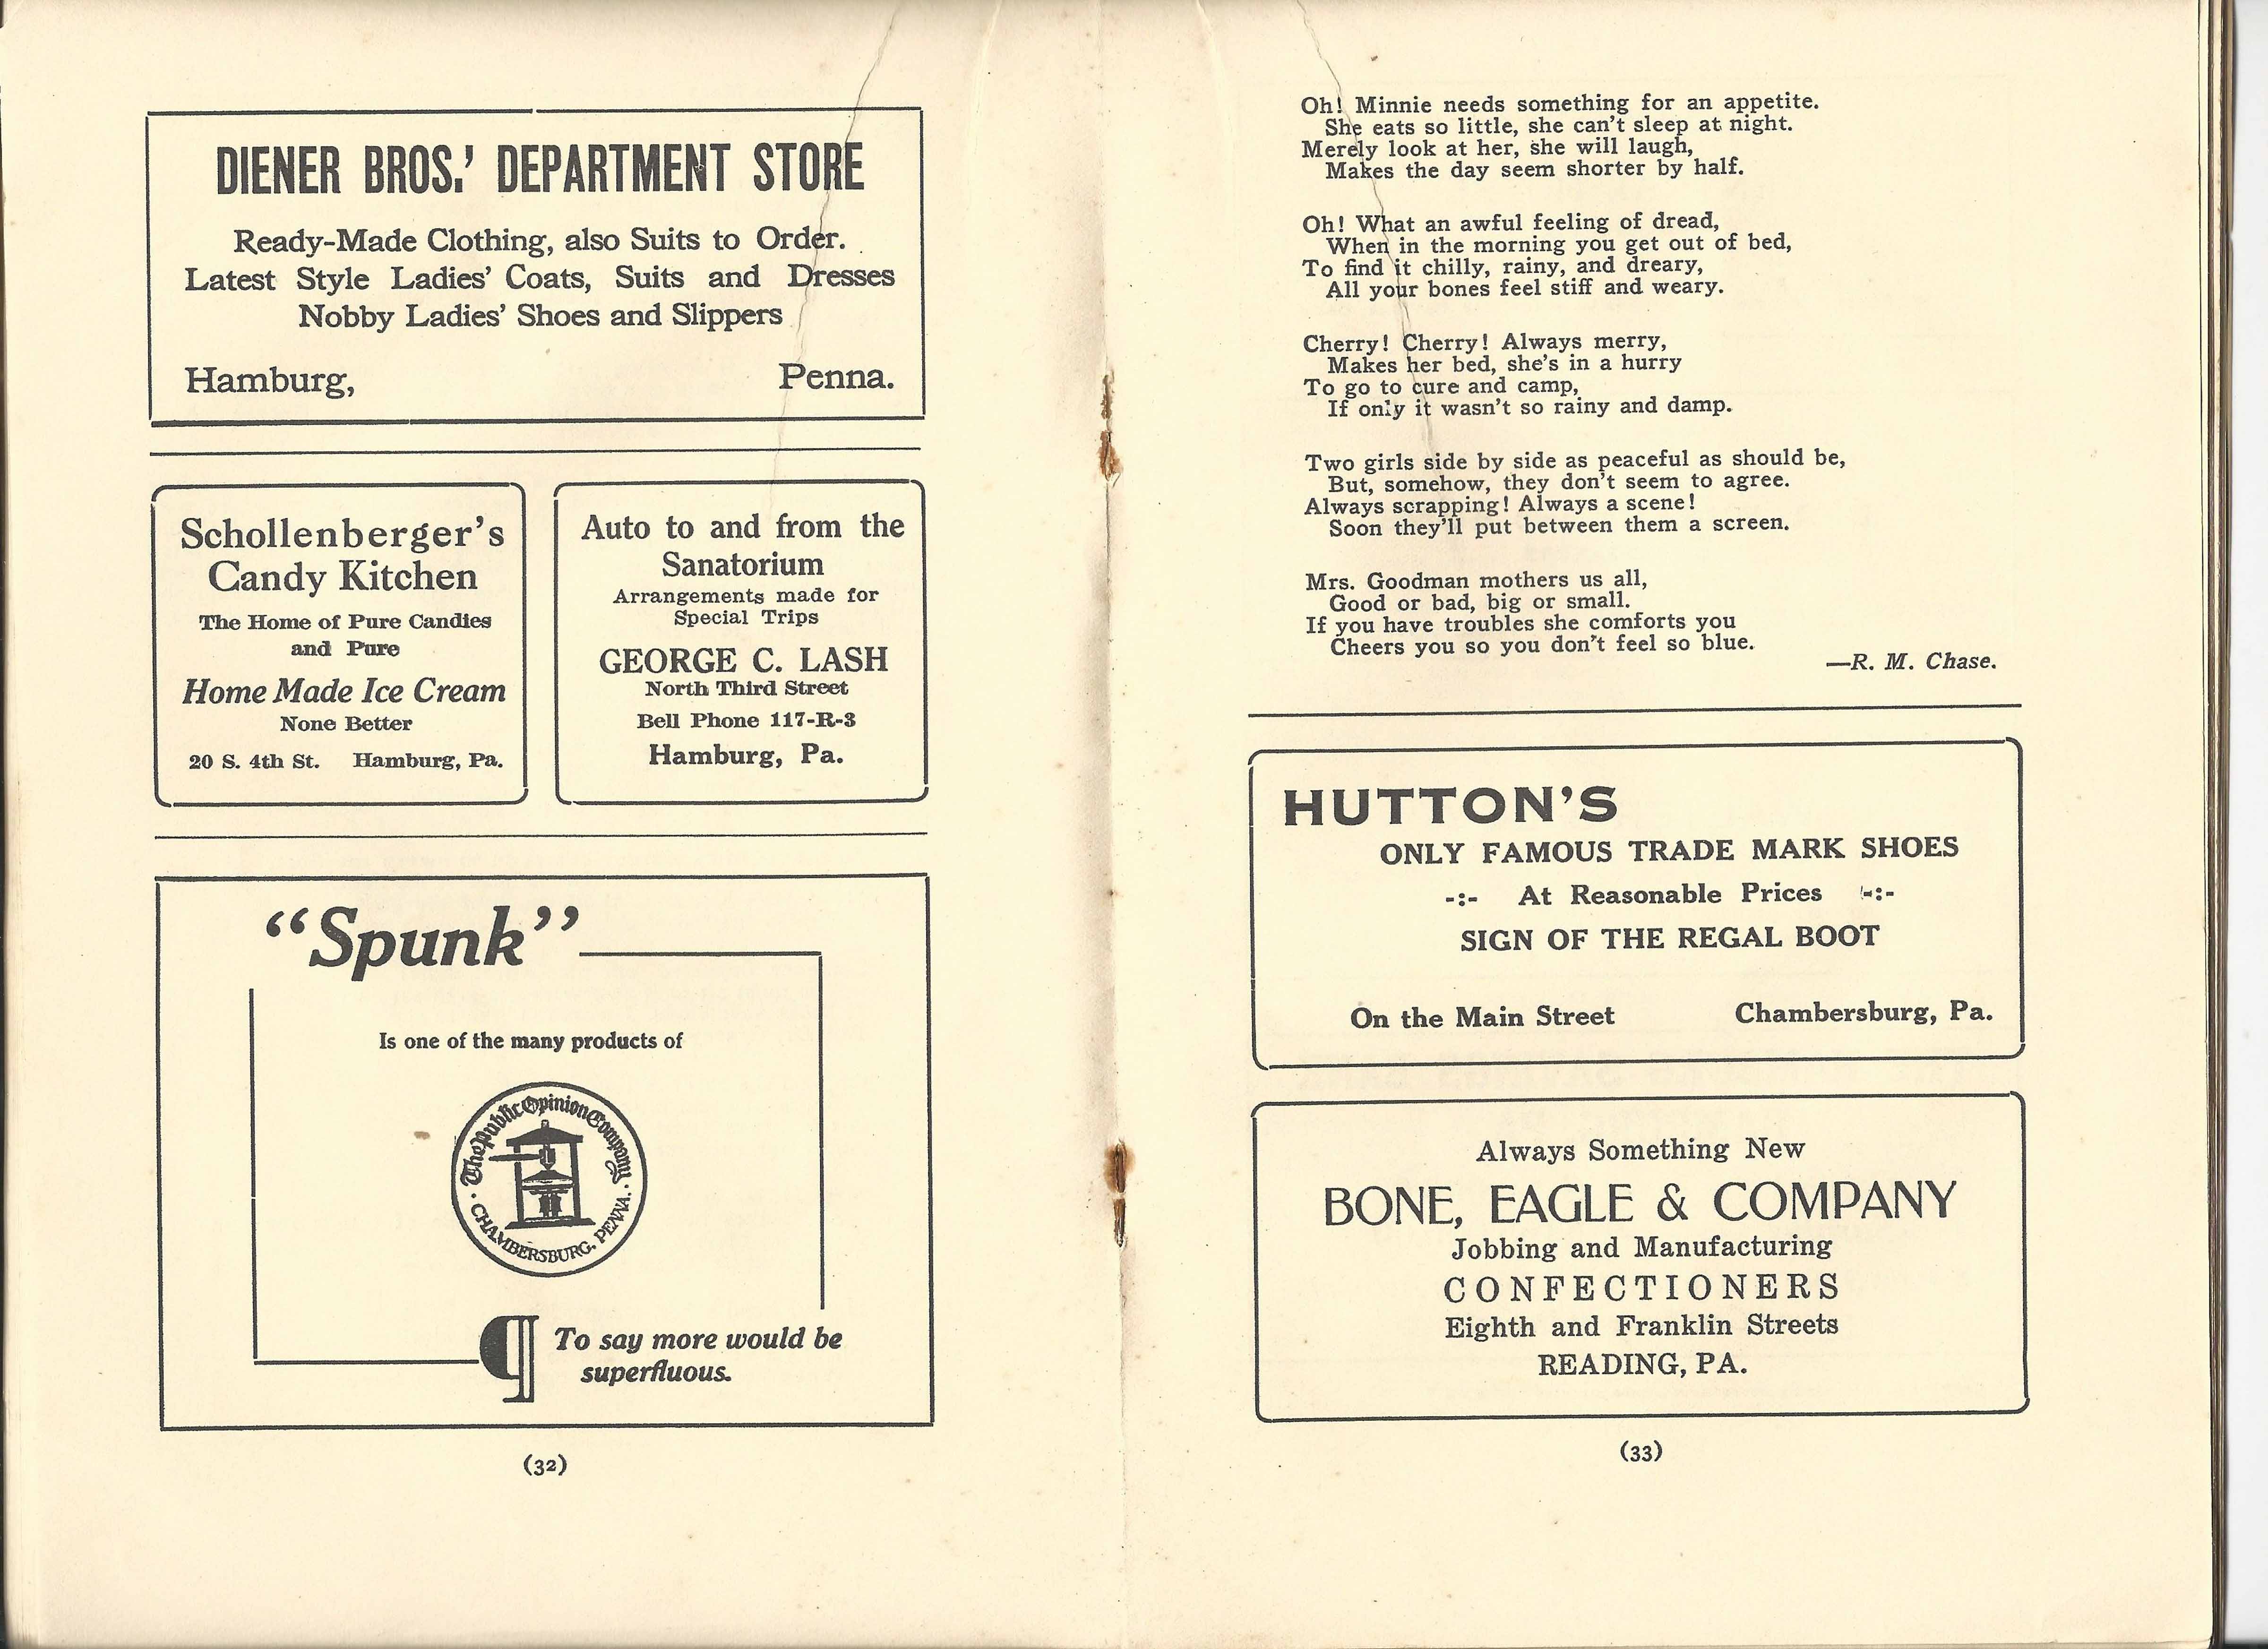 DIENER BROS.' DEPARTMENT STORE
Ready-Made Clothing, also Suits to Order.
Latest Style Ladies' Coats, Suits and Dresses
Nobby Ladies' Shoes and Slippers
Hamburg, Penna.
Schollenberger's
Candy Kitchen
The Home of Pure Candies
and Pure
Home Made Ice Cream
None Better
20 S. 4th St. Hamburg, Pa.
Auto to and from the
Sanatorium
Arrangements made for
Special Trips
GEORGE C. LASH
North Third Street
Bell Phone 117-R-3
Hamburg, Pa.
"Spunk"
Is one of the many products of
The Public Opinion Company
· CHAMBERSBURG, PENNA. ·
¶ To say more would be
superfluous.
(32)
Oh! Minnie needs something for an appetite.
She eats so little, she can't sleep at night.
Merely look at her, she will laugh,
Makes the day seem shorter by half.
Oh! What an awful feeling of dread,
When in the morning you get out of bed,
To find it chilly, rainy, and dreary,
All your bones feel stiff and weary.
Cherry! Cherry! Always merry,
Makes her bed, she's in a hurry
To go to cure and camp,
If only it wasn't so rainy and damp.
Two girls side by side as peaceful as should be,
But, somehow, they don't seem to agree.
Always scrapping! Always a scene!
Soon they'll put between them a screen.
Mrs. Goodman mothers us all,
Good or bad, big or small.
If you have troubles she comforts you
Cheers you so you don't feel so blue.
—R. M. Chase.
HUTTON'S
ONLY FAMOUS TRADE MARK SHOES
-:- At Reasonable Prices -:-
SIGN OF THE REGAL BOOT
On the Main Street Chambersburg, Pa.
Always Something New
BONE, EAGLE & COMPANY
Jobbing and Manufacturing
CONFECTIONERS
Eighth and Franklin Streets
READING, PA.
(33)